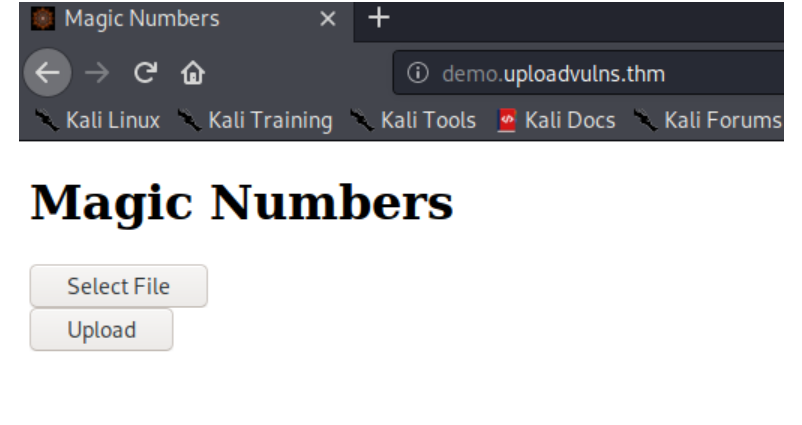 Magic Numbers
demo.uploadvulns.thm
Kali Linux Kali Training Kali Tools Kali Docs Kali Forums
Magic Numbers
Select File
Upload